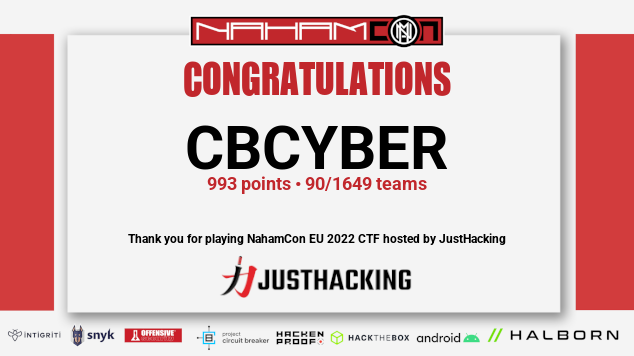 NAHAMCON
CONGRATULATIONS
CBCYBER
993 points • 90/1649 teams
Thank you for playing NahamCon EU 2022 CTF hosted by JustHacking
JUSTHACKING
INTIGRITI
snyk
OFFENSIVE
project
circuit breaker
HACKEN
PROOF
HACKTHEBOX
android
HALBORN